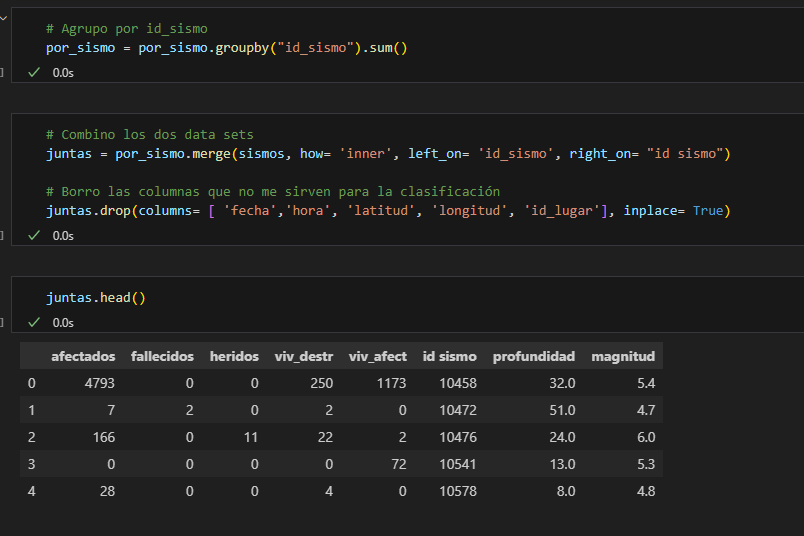 # Agrupo por id_sismo
por_sismo = por_sismo.groupby("id_sismo").sum()
] ✓ 0.0s
# Combino los dos data sets
juntas = por_sismo.merge(sismos, how= 'inner', left_on= 'id_sismo', right_on= "id sismo")
# Borro las columnas que no me sirven para la clasificación
juntas.drop(columns= [ 'fecha','hora', 'latitud', 'longitud', 'id_lugar'], inplace= True)
] ✓ 0.0s
juntas.head()
] ✓ 0.0s
afectados fallecidos heridos viv_destr viv_afect id sismo profundidad magnitud
0 4793 0 0 250 1173 10458 32.0 5.4
1 7 2 0 2 0 10472 51.0 4.7
2 166 0 11 22 2 10476 24.0 6.0
3 0 0 0 0 72 10541 13.0 5.3
4 28 0 0 4 0 10578 8.0 4.8